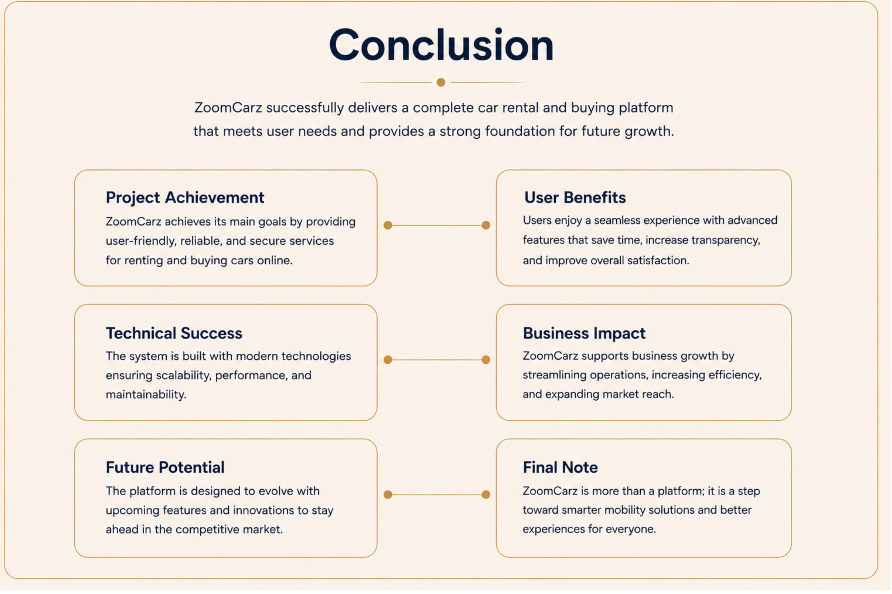 Conclusion
ZoomCarz successfully delivers a complete car rental and buying platform
that meets user needs and provides a strong foundation for future growth.
Project Achievement
ZoomCarz achieves its main goals by providing
user-friendly, reliable, and secure services
for renting and buying cars online.
User Benefits
Users enjoy a seamless experience with advanced
features that save time, increase transparency,
and improve overall satisfaction.
Technical Success
The system is built with modern technologies
ensuring scalability, performance, and
maintainability.
Business Impact
ZoomCarz supports business growth by
streamlining operations, increasing efficiency,
and expanding market reach.
Future Potential
The platform is designed to evolve with
upcoming features and innovations to stay
ahead in the competitive market.
Final Note
ZoomCarz is more than a platform; it is a step
toward smarter mobility solutions and better
experiences for everyone.